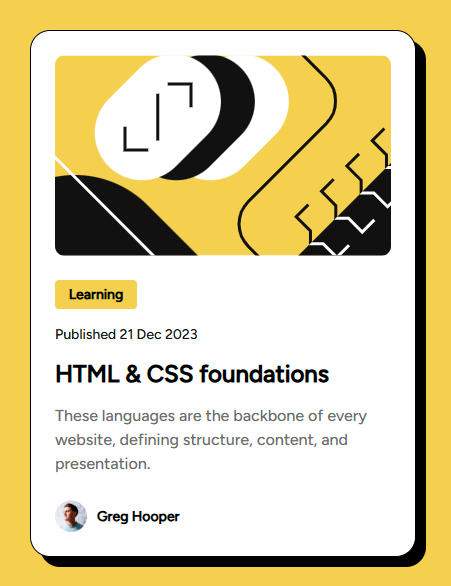 Learning
Published 21 Dec 2023
HTML & CSS foundations
These languages are the backbone of every
website, defining structure, content, and
presentation.
Greg Hooper